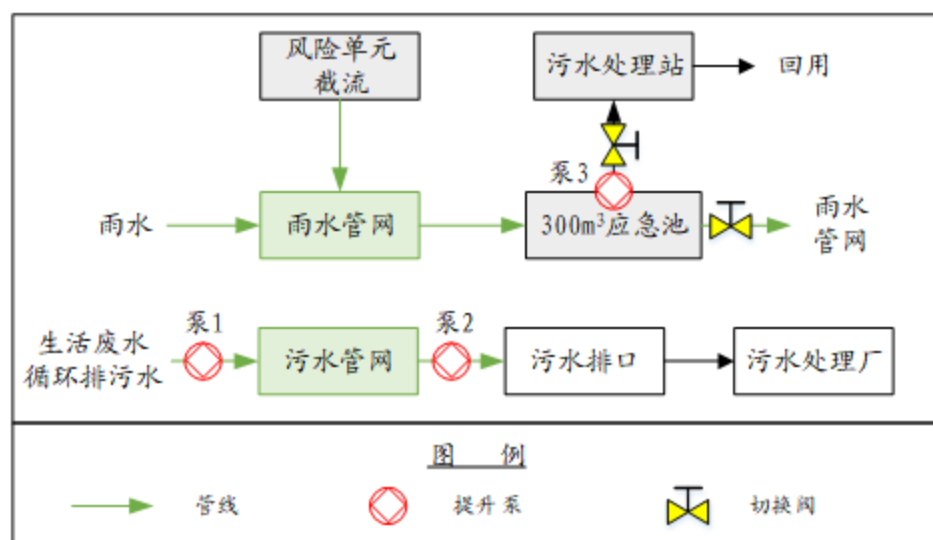 风险单元
截流
污水处理站
回用
泵3
雨水
雨水管网
300m³应急池
雨水
管网
泵1
泵2
生活废水
循环排污水
污水管网
污水排口
污水处理厂
图 例
管线
提升泵
切换阀